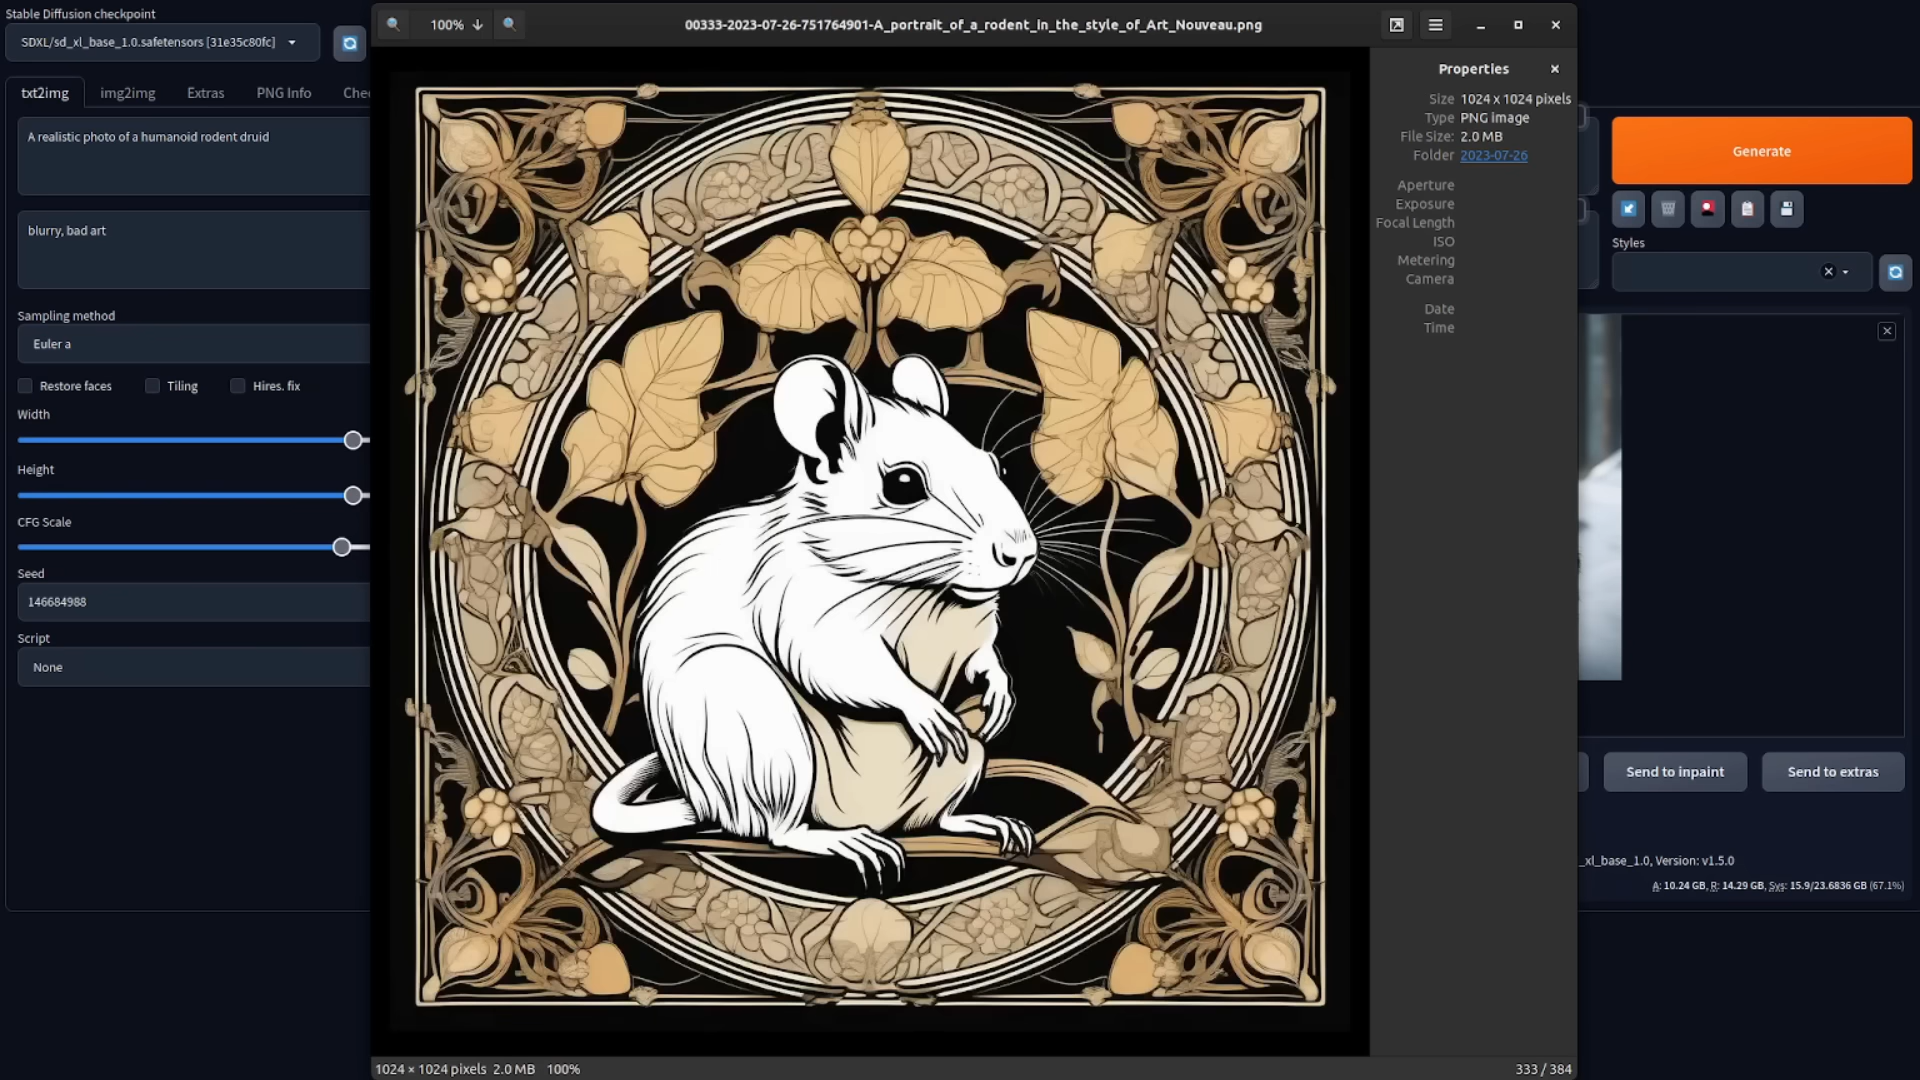 Stable Diffusion checkpoint
SDXL/sd_xl_base_1.0.safetensors [31e35c80fc]
txt2img
img2img
Extras
PNG Info
Che
A realistic photo of a humanoid rodent druid
blurry, bad art
Sampling method
Euler a
Restore faces
Tiling
Hires. fix
Width
Height
CFG Scale
Seed
146684988
Script
None
100%
00333-2023-07-26-751764901-A_portrait_of_a_rodent_in_the_style_of_Art_Nouveau.png
Properties
Size 1024 x 1024 pixels
Type PNG image
File Size: 2.0 MB
Folder 2023-07-26
Aperture
Exposure
Focal Length
ISO
Metering
Camera
Date
Time
1024 × 1024 pixels 2.0 MB 100%
333 / 384
Generate
Styles
Send to inpaint
Send to extras
_xl_base_1.0, Version: v1.5.0
A: 10.24 GB, R: 14.29 GB, Sys: 15.9/23.6836 GB (67.1%)